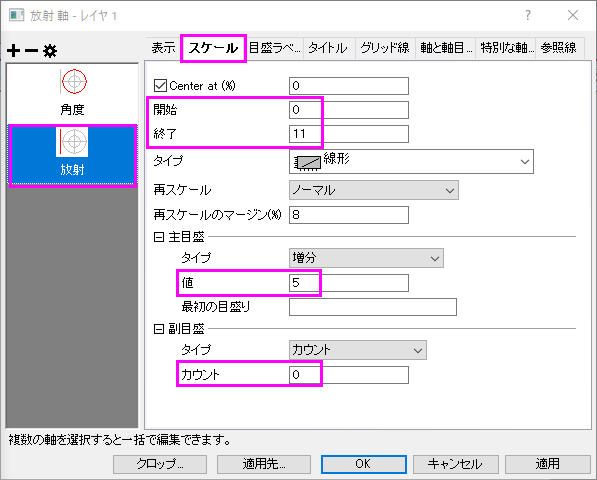 放射 軸 - レイヤ 1
表示
スケール
目盛ラベ...
タイトル
グリッド線
軸と軸目...
特別な軸...
参照線
角度
放射
Center at (%) 0
開始 0
終了 11
タイプ 線形
再スケール ノーマル
再スケールのマージン(%) 8
主目盛
タイプ 増分
値 5
最初の目盛り
副目盛
タイプ カウント
カウント 0
複数の軸を選択すると一括で編集できます。
クロップ...
適用先...
OK
キャンセル
適用